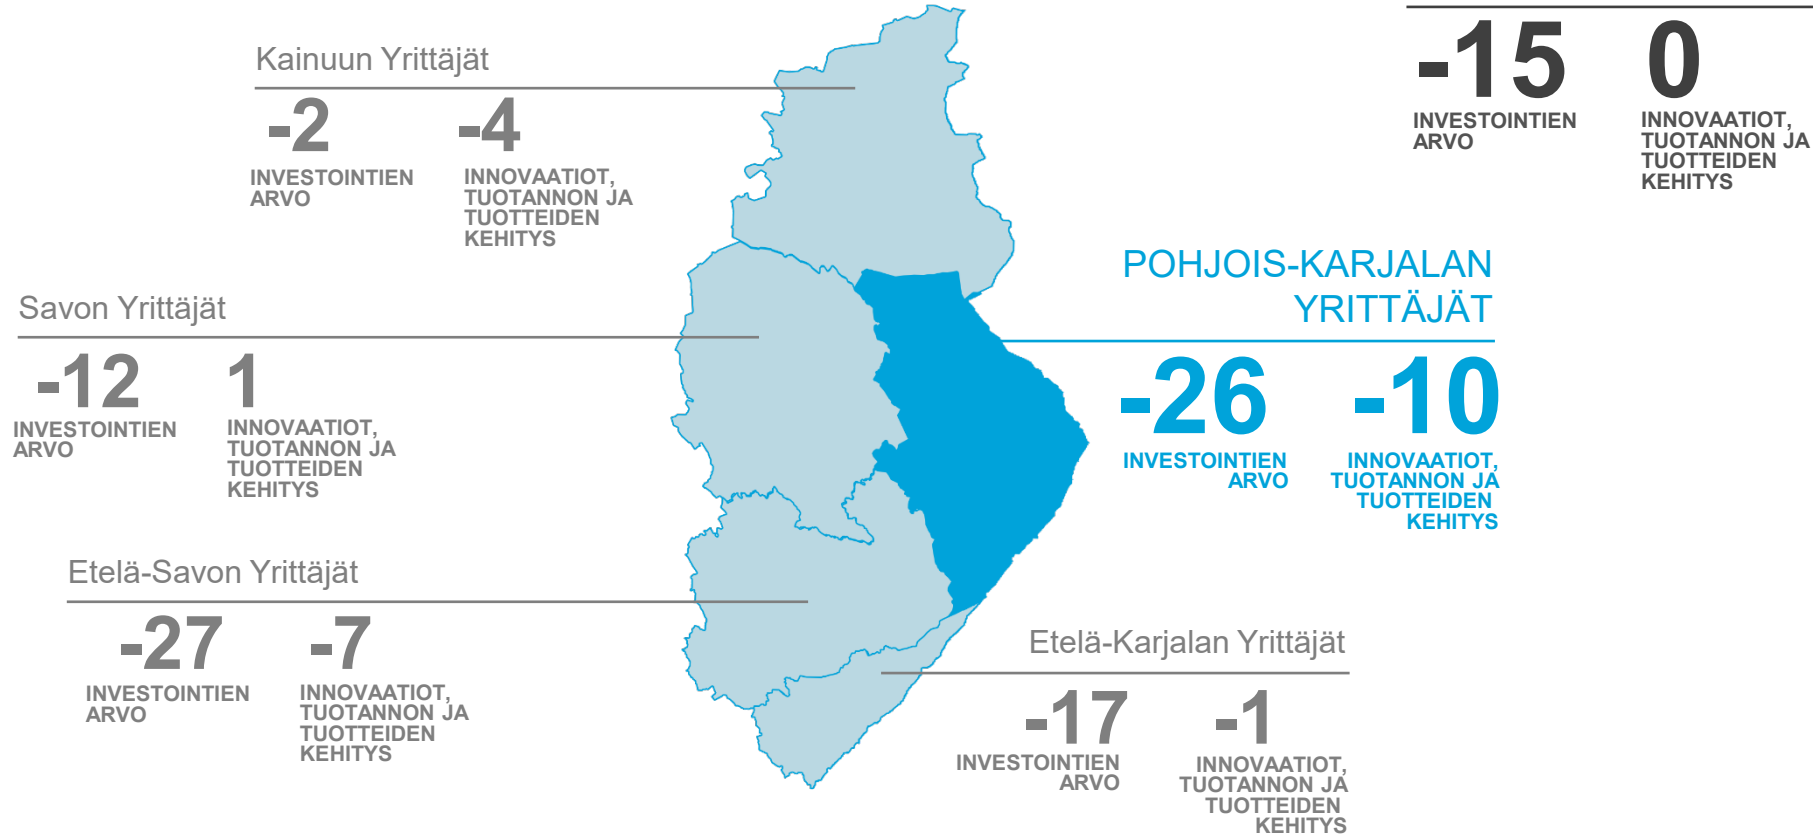 Kainuun Yrittäjät
-2
-4
INVESTOINTIEN
ARVO
INNOVAATIOT,
TUOTANNON JA
TUOTTEIDEN
KEHITYS
-15
0
INVESTOINTIEN
ARVO
INNOVAATIOT,
TUOTANNON JA
TUOTTEIDEN
KEHITYS
Savon Yrittäjät
-12
1
INVESTOINTIEN
ARVO
INNOVAATIOT,
TUOTANNON JA
TUOTTEIDEN
KEHITYS
POHJOIS-KARJALAN
YRITTÄJÄT
-26
-10
INVESTOINTIEN
ARVO
INNOVAATIOT,
TUOTANNON JA
TUOTTEIDEN
KEHITYS
Etelä-Savon Yrittäjät
-27
-7
INVESTOINTIEN
ARVO
INNOVAATIOT,
TUOTANNON JA
TUOTTEIDEN
KEHITYS
Etelä-Karjalan Yrittäjät
-17
-1
INVESTOINTIEN
ARVO
INNOVAATIOT,
TUOTANNON JA
TUOTTEIDEN
KEHITYS